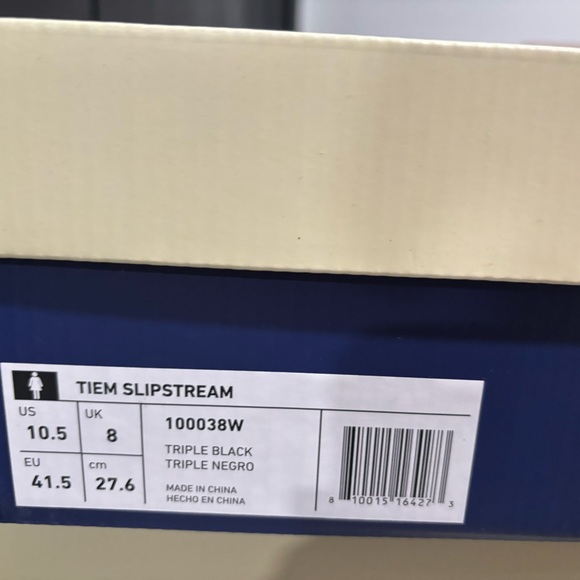 TIEM SLIPSTREAM
US
10.5
UK
8
EU
41.5
cm
27.6
100038W
TRIPLE BLACK
TRIPLE NEGRO
MADE IN CHINA
HECHO EN CHINA
8 10015 16427 3